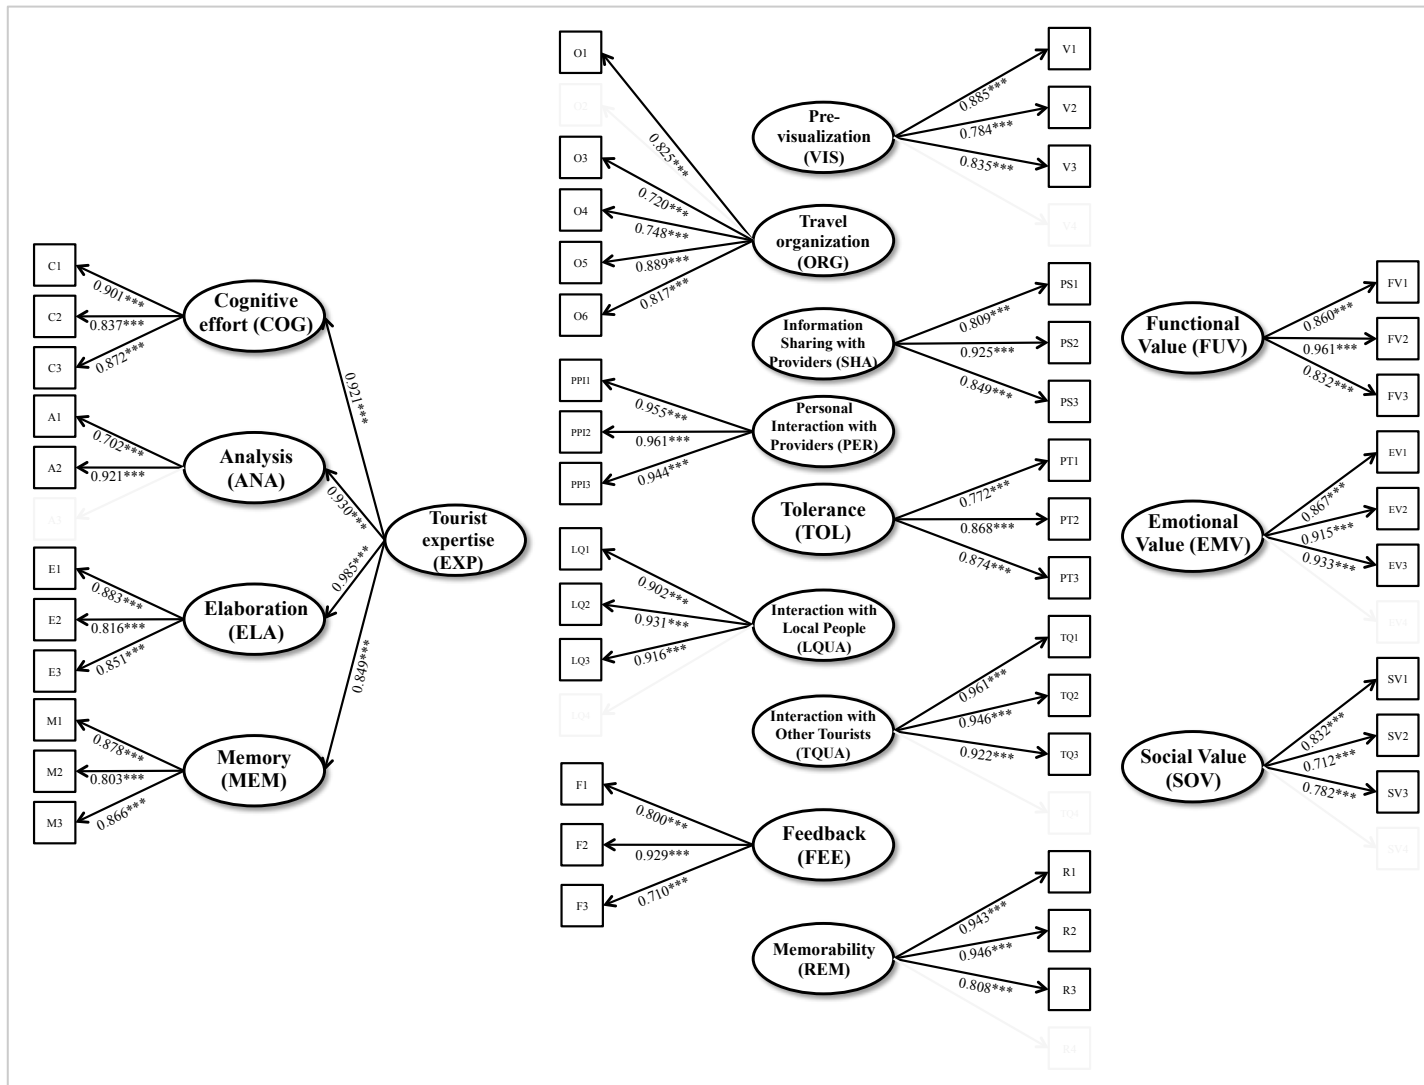 C1
C2
C3
0.901***
0.837***
0.872***
Cognitive
effort (COG)
A1
A2
A3
0.702***
0.921***
Analysis
(ANA)
E1
E2
E3
0.883***
0.816***
0.851***
Elaboration
(ELA)
M1
M2
M3
0.878***
0.803***
0.866***
Memory
(MEM)
0.921***
0.930***
0.985***
0.849***
Tourist
expertise
(EXP)
O1
O2
O3
O4
O5
O6
0.825***
0.720***
0.748***
0.889***
0.817***
Travel
organization
(ORG)
PPI1
PPI2
PPI3
0.955***
0.961***
0.944***
Personal
Interaction with
Providers (PER)
LQ1
LQ2
LQ3
LQ4
0.902***
0.931***
0.916***
Interaction with
Local People
(LQUA)
F1
F2
F3
0.800***
0.929***
0.710***
Feedback
(FEE)
Pre-
visualization
(VIS)
0.885***
0.784***
0.835***
V1
V2
V3
V4
Information
Sharing with
Providers (SHA)
0.809***
0.925***
0.849***
PS1
PS2
PS3
Tolerance
(TOL)
0.772***
0.868***
0.874***
PT1
PT2
PT3
Interaction with
Other Tourists
(TQUA)
0.961***
0.946***
0.922***
TQ1
TQ2
TQ3
TQ4
Memorability
(REM)
0.943***
0.946***
0.808***
R1
R2
R3
R4
Functional
Value (FUV)
0.860***
0.961***
0.832***
FV1
FV2
FV3
Emotional
Value (EMV)
0.867***
0.915***
0.933***
EV1
EV2
EV3
EV4
Social Value
(SOV)
0.832***
0.712***
0.782***
SV1
SV2
SV3
SV4